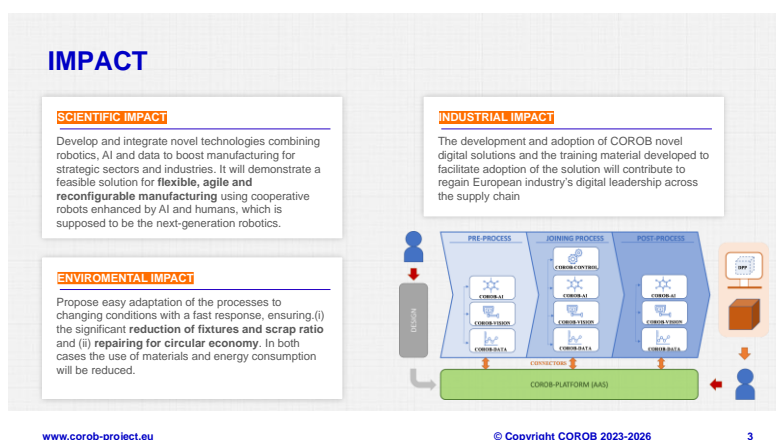 IMPACT
SCIENTIFIC IMPACT
Develop and integrate novel technologies combining
robotics, AI and data to boost manufacturing for
strategic sectors and industries. It will demonstrate a
feasible solution for flexible, agile and
reconfigurable manufacturing using cooperative
robots enhanced by AI and humans, which is
supposed to be the next-generation robotics.
ENVIROMENTAL IMPACT
Propose easy adaptation of the processes to
changing conditions with a fast response, ensuring.(i)
the significant reduction of fixtures and scrap ratio
and (ii) repairing for circular economy. In both
cases the use of materials and energy consumption
will be reduced.
INDUSTRIAL IMPACT
The development and adoption of COROB novel
digital solutions and the training material developed to
facilitate adoption of the solution will contribute to
regain European industry's digital leadership across
the supply chain
DESIGN
PRE-PROCESS
COROB-AI
COROB-VISION
COROB-DATA
JOINING PROCESS
COROB-CONTROL
COROB-AI
COROB-VISION
COROB-DATA
POST-PROCESS
COROB-AI
COROB-VISION
COROB-DATA
DPP
CONNECTORS
COROB-PLATFORM (AAS)
www.corob-project.eu
© Copyright COROB 2023-2026
3